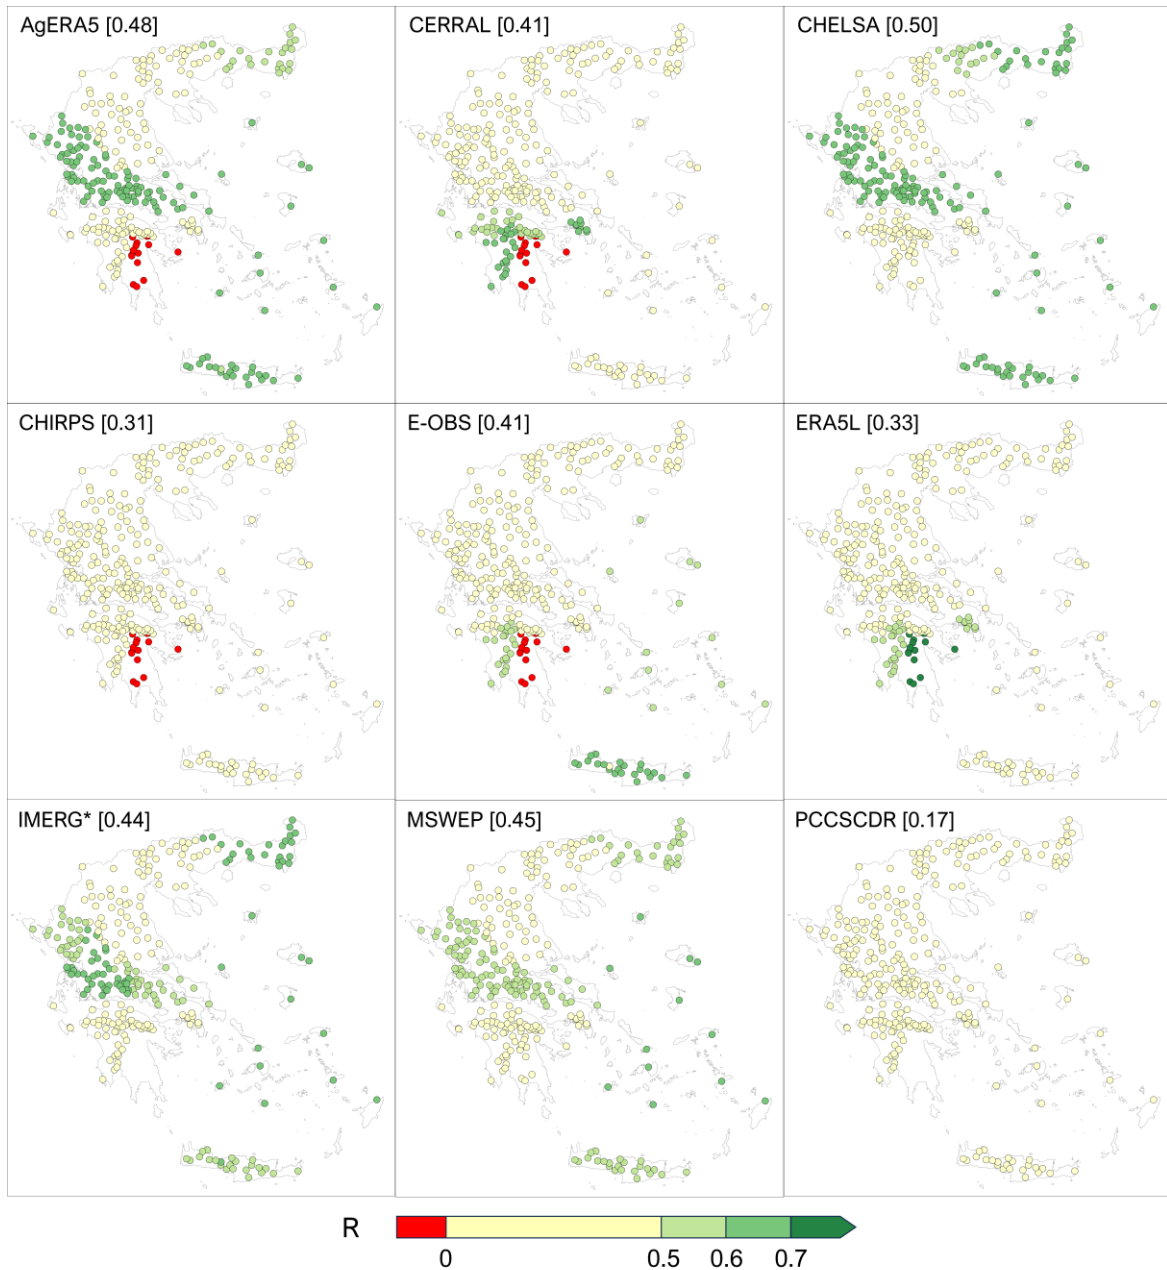 AgERA5 [0.48]
CERRAL [0.41]
CHELSA [0.50]
CHIRPS [0.31]
E-OBS [0.41]
ERA5L [0.33]
IMERG* [0.44]
MSWEP [0.45]
PCCSCDR [0.17]
R
0 0.5 0.6 0.7